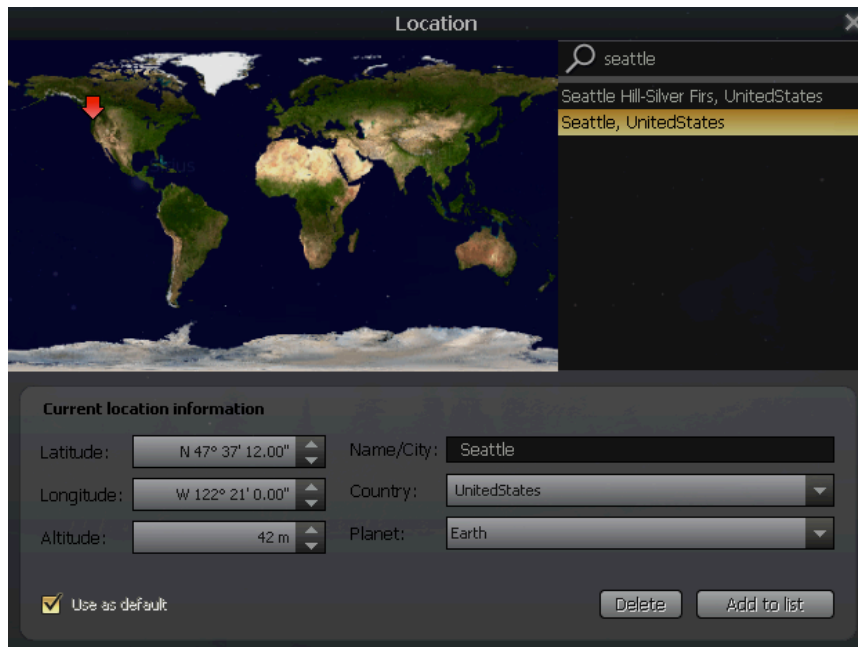 Location
seattle
Seattle Hill-Silver Firs, UnitedStates
Seattle, UnitedStates
Sirius
Current location information
Latitude: N 47° 37' 12.00"
Name/City: Seattle
Longitude: W 122° 21' 0.00"
Country: UnitedStates
Altitude: 42 m
Planet: Earth
Use as default
Delete
Add to list